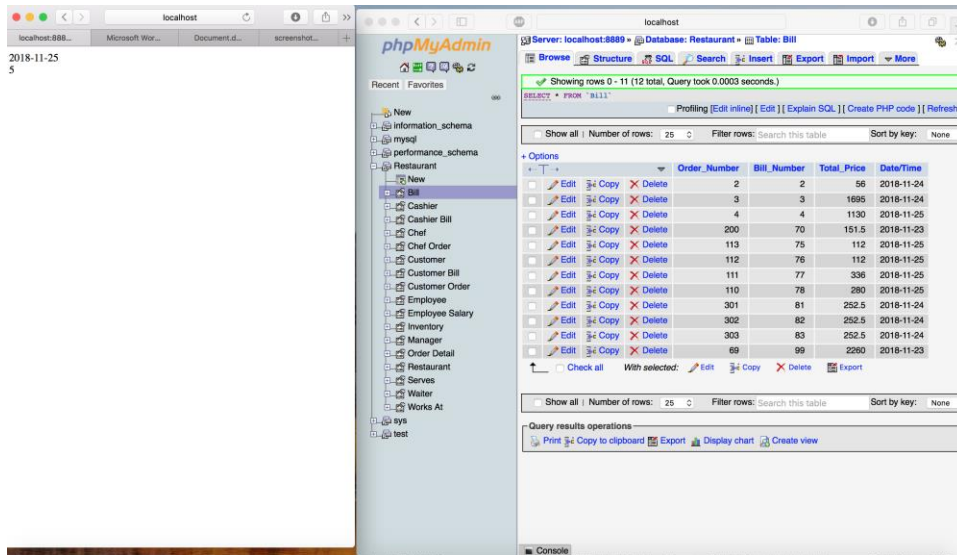 localhost
localhost:888...
Microsoft Wor...
Document.d...
screenshot...
2018-11-25
5
localhost
phpMyAdmin
Recent Favorites
New
information_schema
mysql
performance_schema
Restaurant
New
Bill
Cashier
Cashier Bill
Chef
Chef Order
Customer
Customer Bill
Customer Order
Employee
Employee Salary
Inventory
Manager
Order Detail
Restaurant
Serves
Waiter
Works At
sys
test
Server: localhost:8889 » Database: Restaurant » Table: Bill
Browse Structure SQL Search Insert Export Import More
Showing rows 0 - 11 (12 total, Query took 0.0003 seconds.)
SELECT * FROM `Bill`
Profiling [Edit inline] [ Edit ] [ Explain SQL ] [ Create PHP code ] [ Refresh
Show all | Number of rows: 25 Filter rows: Search this table Sort by key: None
+ Options
Order_Number Bill_Number Total_Price Date/Time
Edit Copy Delete 2 2 56 2018-11-24
Edit Copy Delete 3 3 1695 2018-11-24
Edit Copy Delete 4 4 1130 2018-11-25
Edit Copy Delete 200 70 151.5 2018-11-23
Edit Copy Delete 113 75 112 2018-11-25
Edit Copy Delete 112 76 112 2018-11-25
Edit Copy Delete 111 77 336 2018-11-25
Edit Copy Delete 110 78 280 2018-11-25
Edit Copy Delete 301 81 252.5 2018-11-24
Edit Copy Delete 302 82 252.5 2018-11-24
Edit Copy Delete 303 83 252.5 2018-11-24
Edit Copy Delete 69 99 2260 2018-11-23
Check all With selected: Edit Copy Delete Export
Show all | Number of rows: 25 Filter rows: Search this table Sort by key: None
Query results operations
Print Copy to clipboard Export Display chart Create view
Console